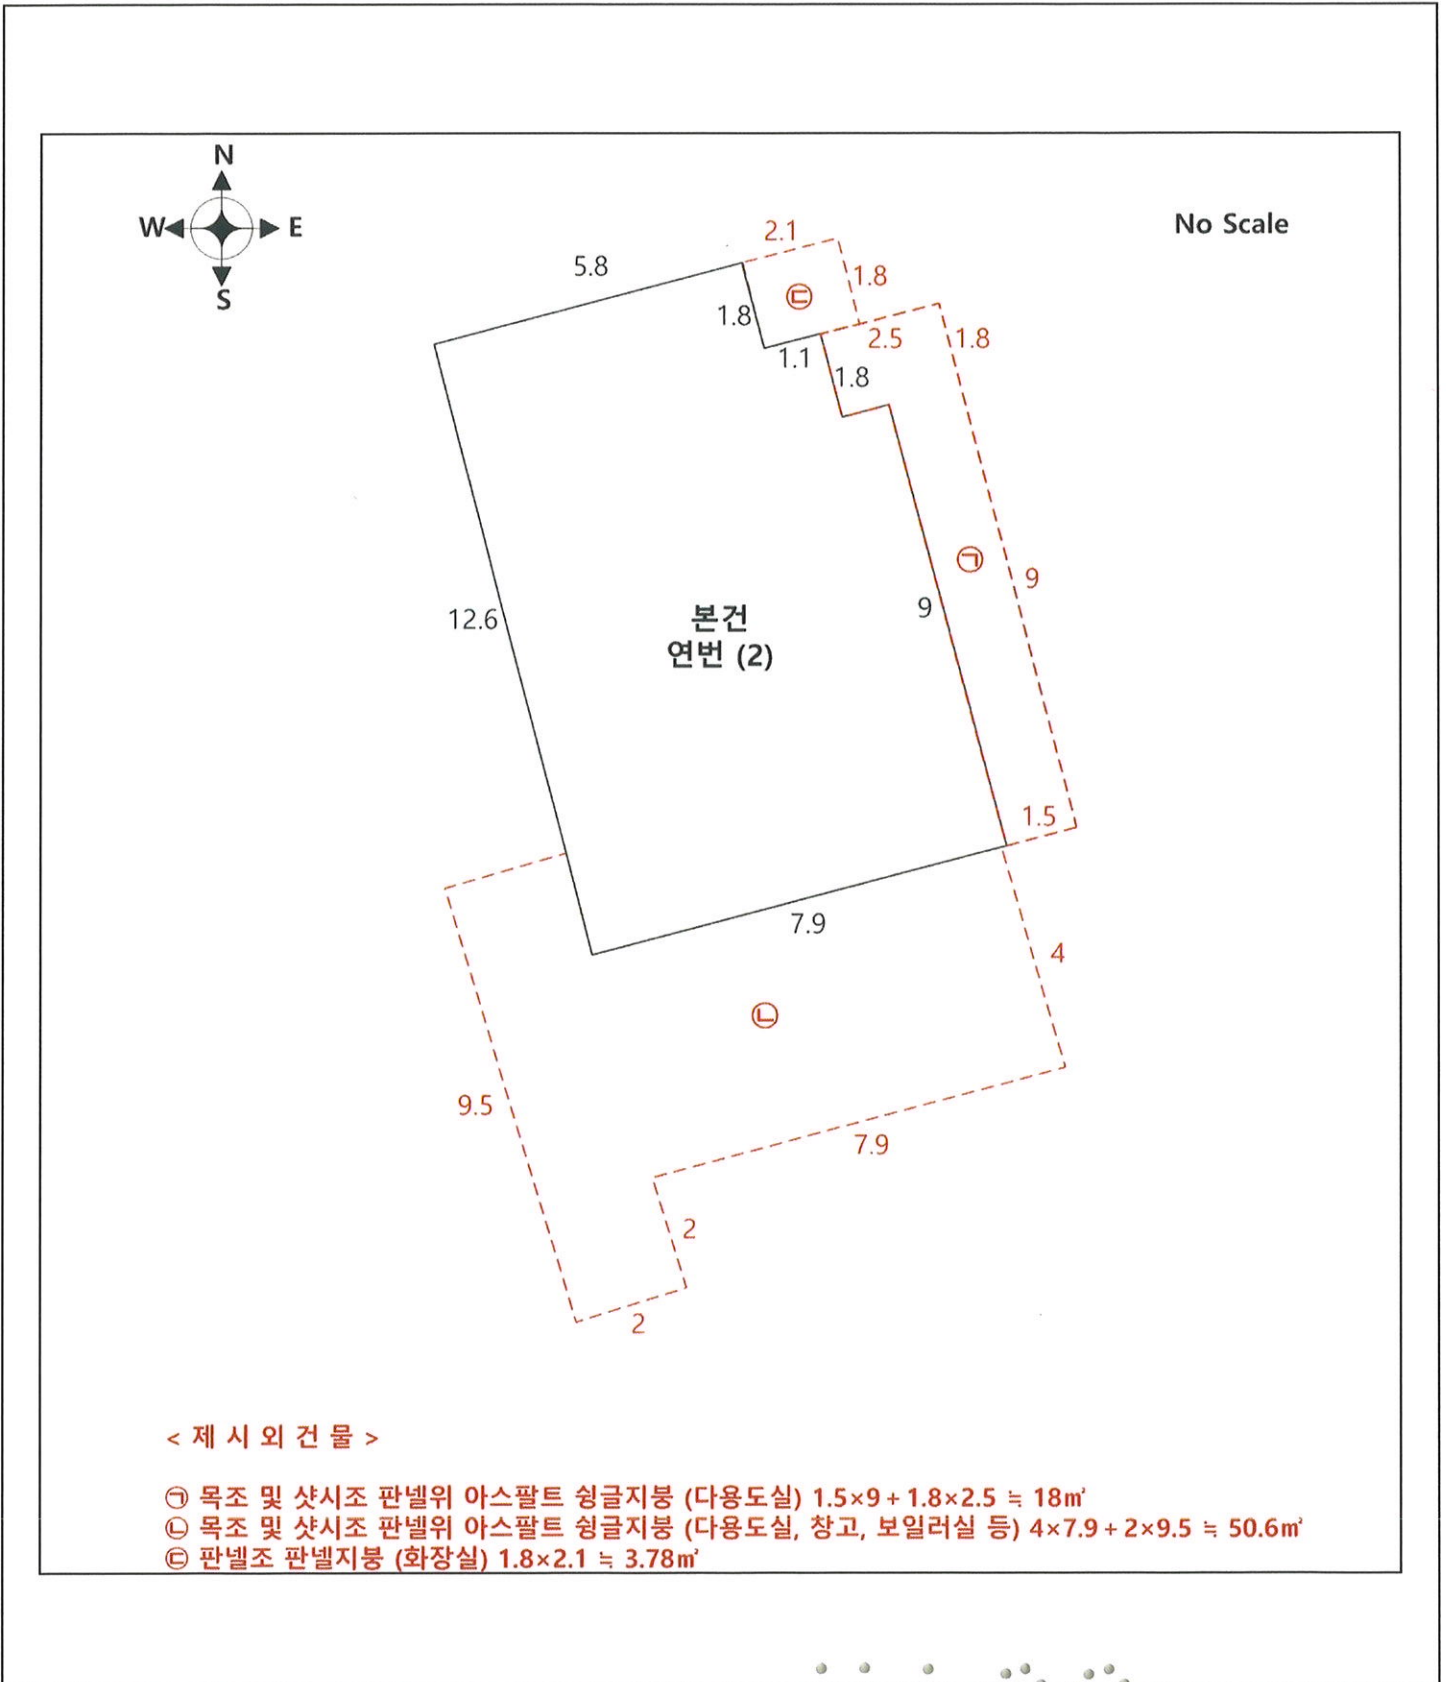 N
W E
S
No Scale
2.1
5.8
1.8
㉢
1.8
2.5
1.8
1.1
1.8
㉠
9
9
12.6
본건
연번 (2)
1.5
7.9
4
㉡
9.5
7.9
2
2
< 제 시 외 건 물 >
㉠ 목조 및 샷시조 판넬위 아스팔트 슁글지붕 (다용도실) 1.5×9 + 1.8×2.5 ≒ 18㎡
㉡ 목조 및 샷시조 판넬위 아스팔트 슁글지붕 (다용도실, 창고, 보일러실 등) 4×7.9 + 2×9.5 ≒ 50.6㎡
㉢ 판넬조 판넬지붕 (화장실) 1.8×2.1 ≒ 3.78㎡